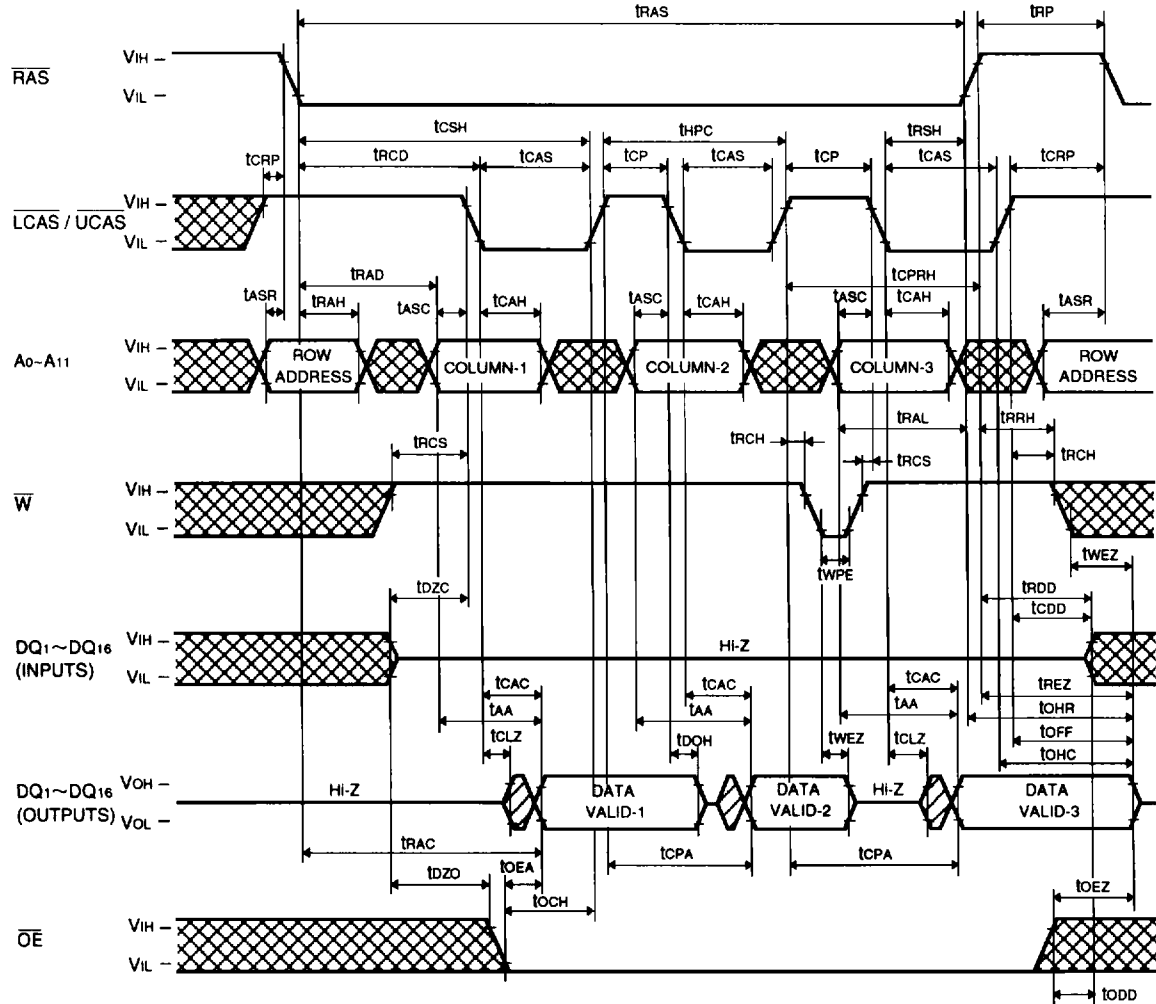 tRAS tRP
VIH
RAS
VIL
tCSH tHPC tRSH
tRCD tCAS tCP tCAS tCP tCAS tCRP
tCRP
VIH
LCAS / UCAS
VIL
tRAD tCPRH
tASR tRAH tASC tCAH tASC tCAH tASC tCAH tASR
VIH
A0~A11
VIL
ROW ADDRESS COLUMN-1 COLUMN-2 COLUMN-3 ROW ADDRESS
tRAL tRRH
tRCS tRCH tRCS tRCH
VIH
W
VIL
tWPE tWEZ
tDZC tRDD
tCDD
VIH
DQ1~DQ16
(INPUTS)
VIL
Hi-Z
tCAC tCAC tCAC tREZ
tAA tAA tAA tOHR
tCLZ tDOH tWEZ tCLZ tOFF
tOHC
VOH
DQ1~DQ16
(OUTPUTS)
VOL
Hi-Z DATA VALID-1 DATA VALID-2 Hi-Z DATA VALID-3
tRAC tCPA tCPA
tDZO tOEA tOEZ
tOCH
VIH
OE
VIL
tODD